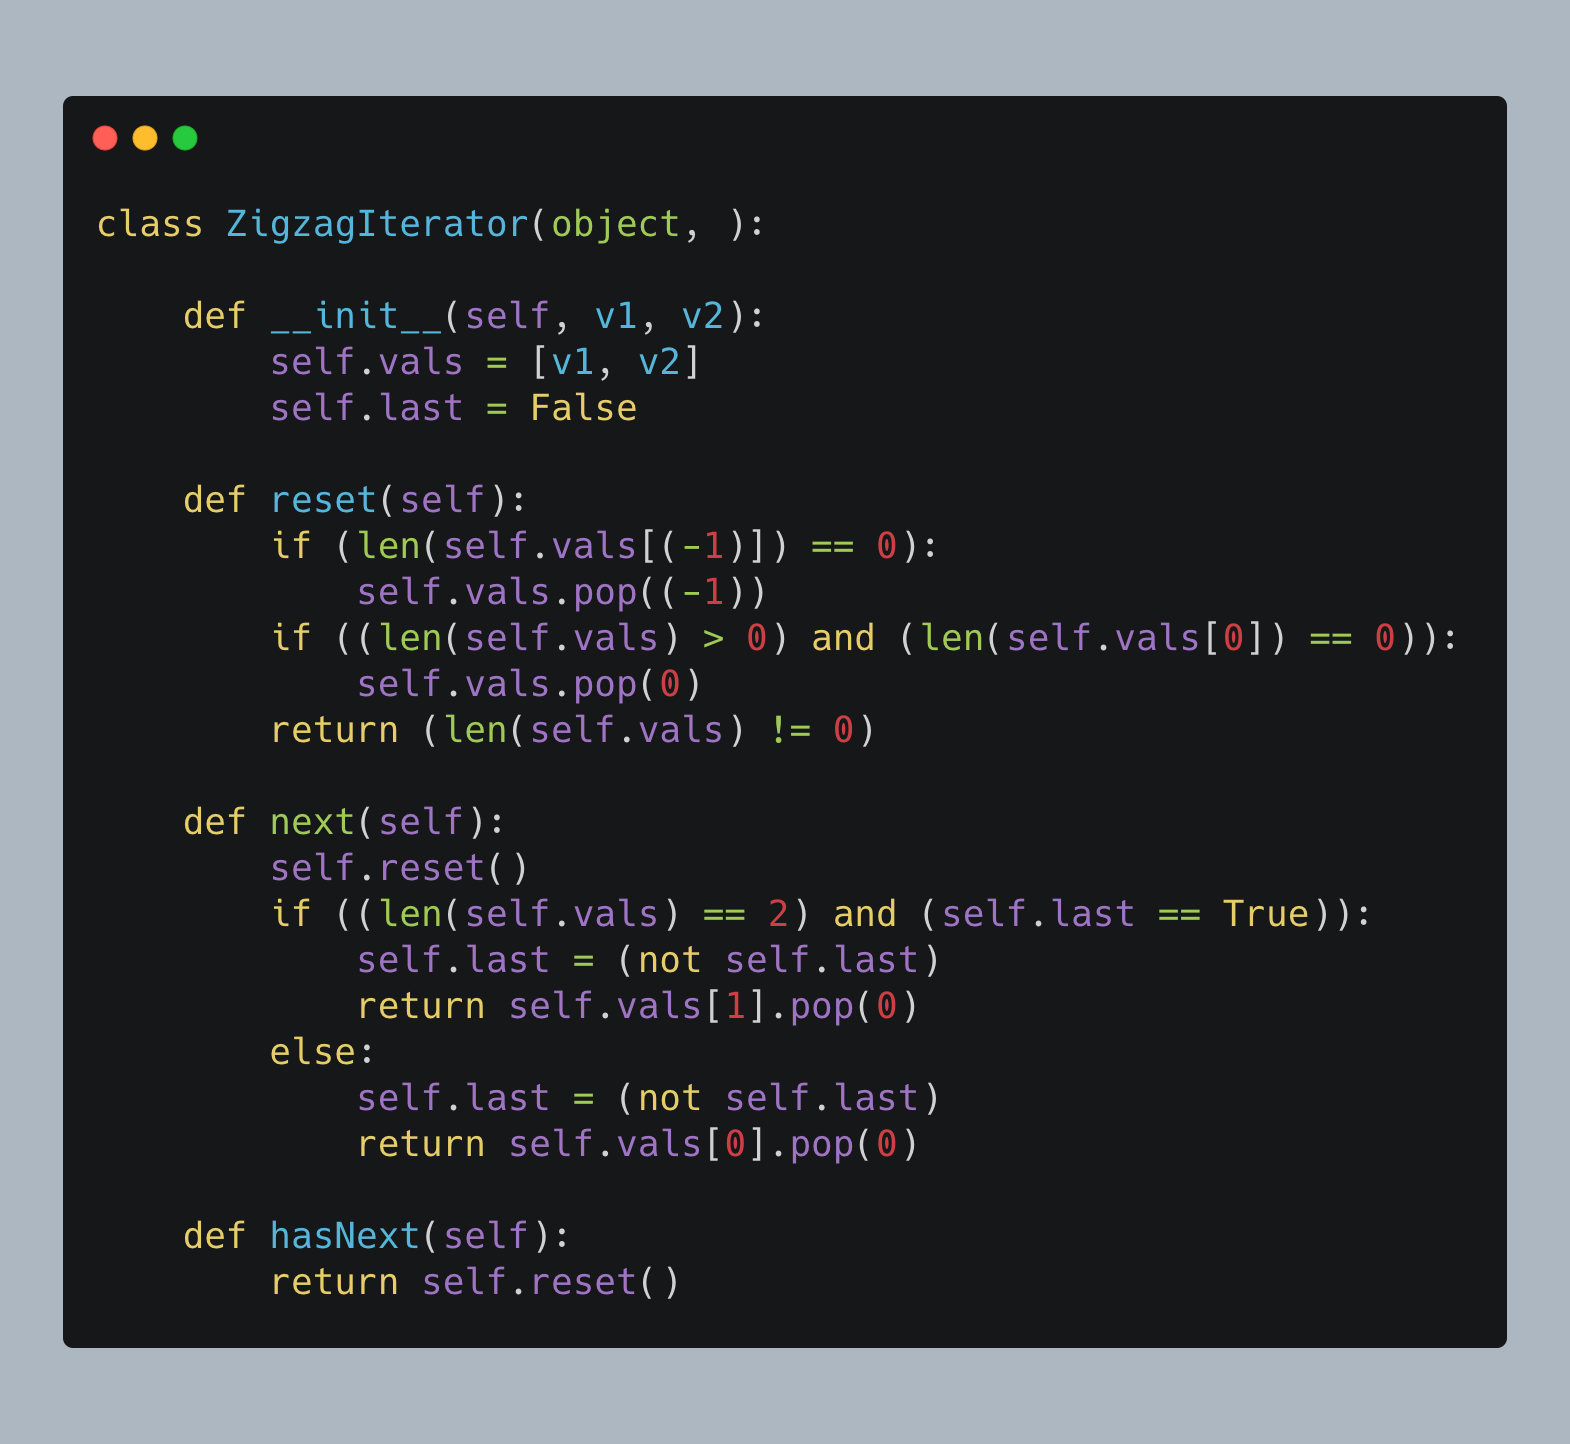 class ZigzagIterator(object, ):

    def __init__(self, v1, v2):
        self.vals = [v1, v2]
        self.last = False

    def reset(self):
        if (len(self.vals[(-1)]) == 0):
            self.vals.pop((-1))
        if ((len(self.vals) > 0) and (len(self.vals[0]) == 0)):
            self.vals.pop(0)
        return (len(self.vals) != 0)

    def next(self):
        self.reset()
        if ((len(self.vals) == 2) and (self.last == True)):
            self.last = (not self.last)
            return self.vals[1].pop(0)
        else:
            self.last = (not self.last)
            return self.vals[0].pop(0)

    def hasNext(self):
        return self.reset()